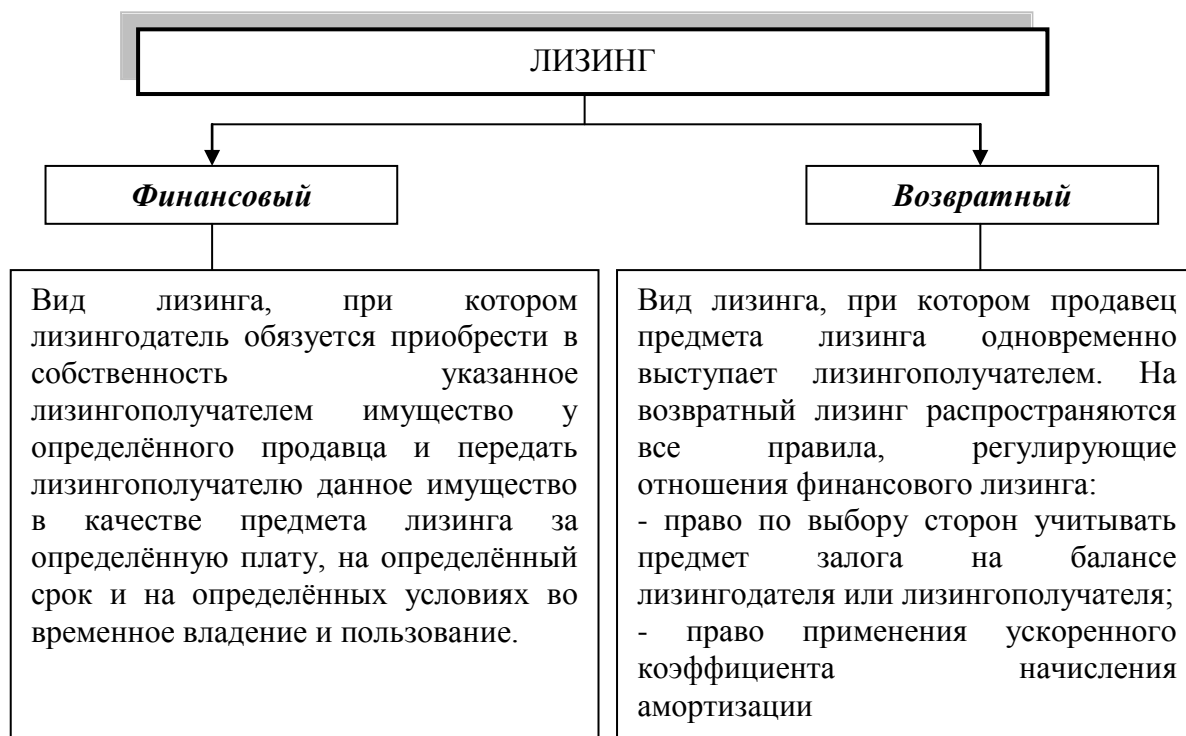 ЛИЗИНГ
Финансовый
Возвратный
Вид лизинга, при котором
лизингодатель обязуется приобрести в
собственность указанное
лизингополучателем имущество у
определённого продавца и передать
лизингополучателю данное имущество
в качестве предмета лизинга за
определённую плату, на определённый
срок и на определённых условиях во
временное владение и пользование.
Вид лизинга, при котором продавец
предмета лизинга одновременно
выступает лизингополучателем. На
возвратный лизинг распространяются
все правила, регулирующие
отношения финансового лизинга:
- право по выбору сторон учитывать
предмет залога на балансе
лизингодателя или лизингополучателя;
- право применения ускоренного
коэффициента начисления
амортизации